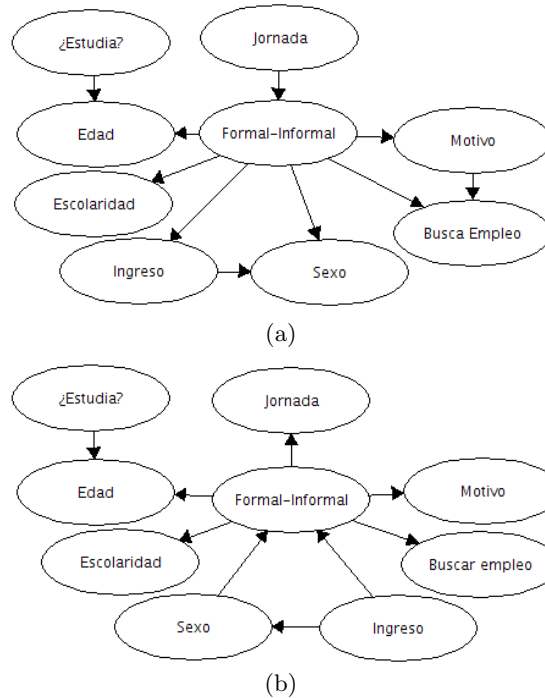 ¿Estudia?
Jornada
Edad
Formal-Informal
Motivo
Escolaridad
Busca Empleo
Ingreso
Sexo
(a)
¿Estudia?
Jornada
Edad
Formal-Informal
Motivo
Escolaridad
Buscar empleo
Sexo
Ingreso
(b)